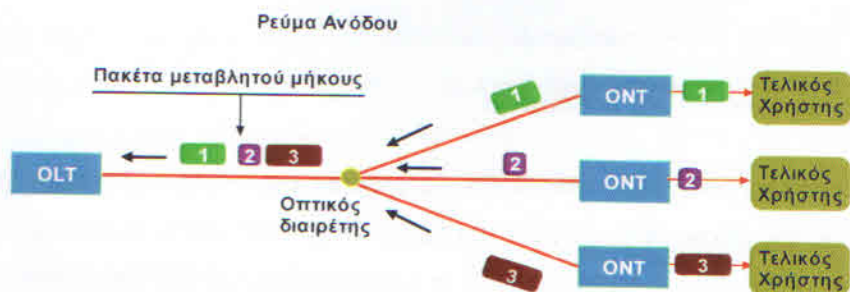 Ρεύμα Ανόδου
Πακέτα μεταβλητού μήκους
1
ONT
1
Τελικός
Χρήστης
1
2
3
2
OLT
ONT
2
Τελικός
Χρήστης
Οπτικός
διαιρέτης
3
ONT
3
Τελικός
Χρήστης